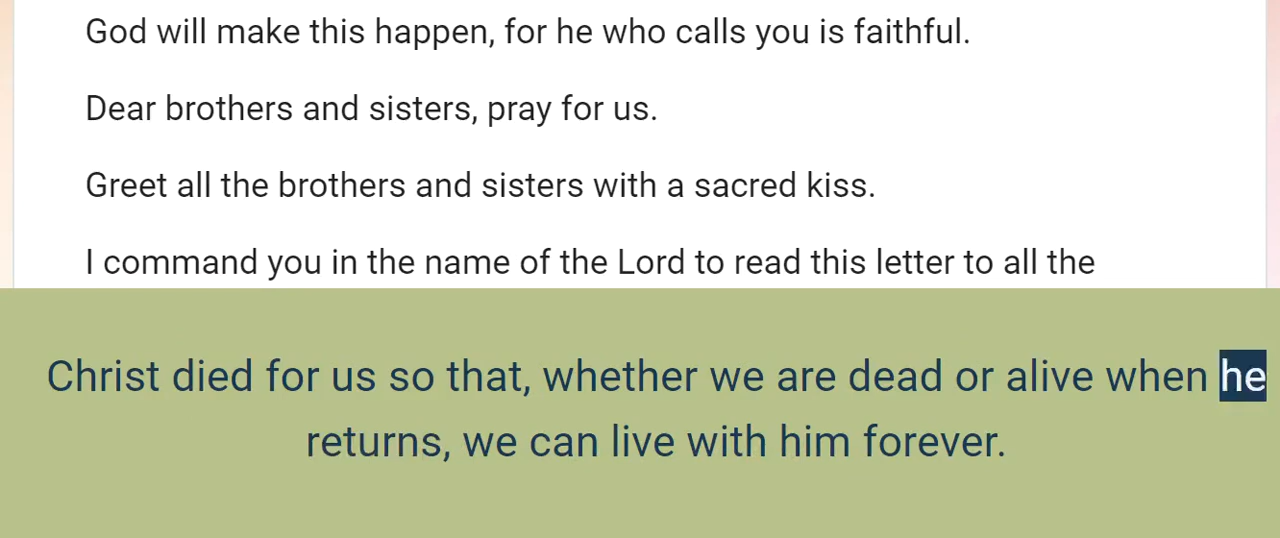 God will make this happen, for he who calls you is faithful.
Dear brothers and sisters, pray for us.
Greet all the brothers and sisters with a sacred kiss.
I command you in the name of the Lord to read this letter to all the
Christ died for us so that, whether we are dead or alive when he
returns, we can live with him forever.